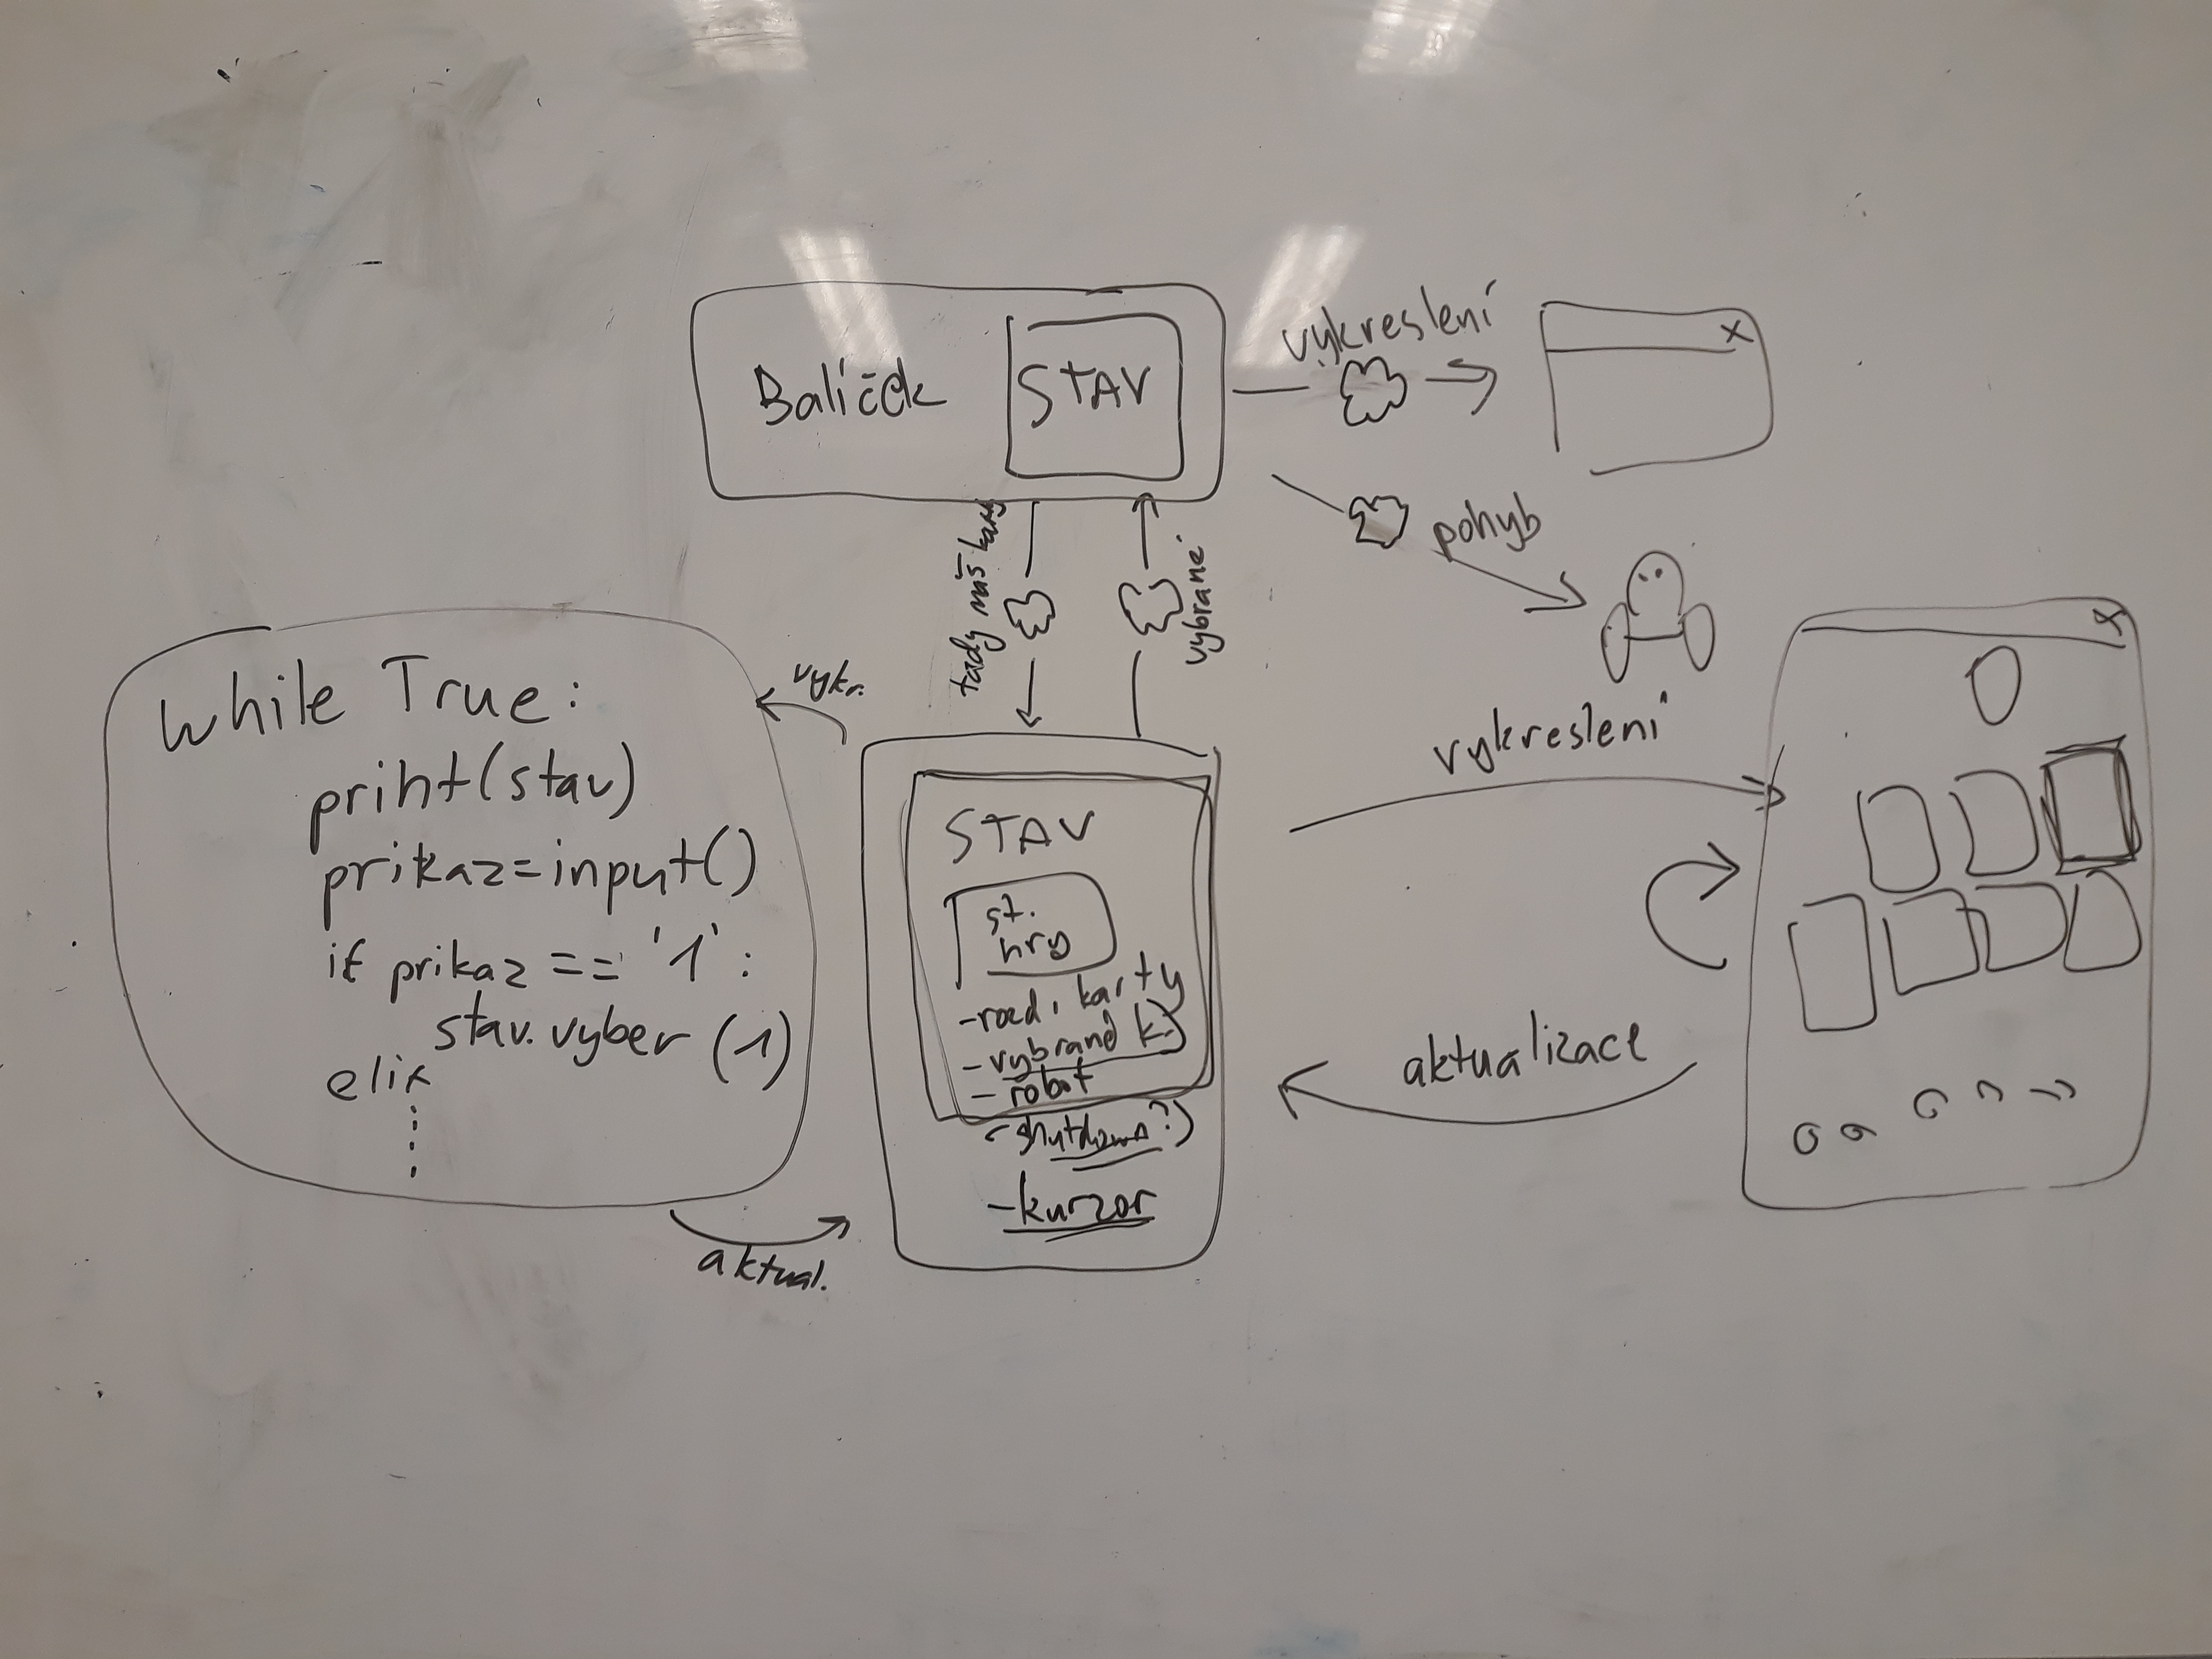 Balíček
STAV
vykreslení
x
pohyb
tady máš karty
vybrané
vykr.
while True:
print(stav)
prikaz=input()
if prikaz == '1':
stav.vyber(1)
elif
STAV
st.
hry
-rozd. karty
-vybrané k.
- robot
(-shutdown?)
-kurzor
aktual.
vykreslení
aktualizace
x